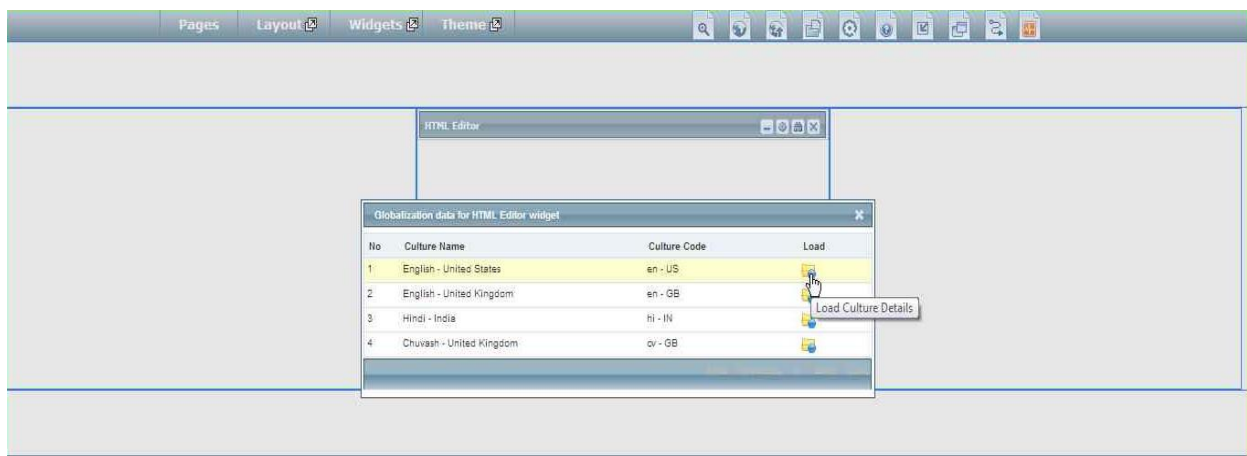 Pages Layout Widgets Theme
HTML Editor
Globalization data for HTML Editor widget
No Culture Name Culture Code Load
1 English - United States en - US
2 English - United Kingdom en - GB
Load Culture Details
3 Hindi - India hi - IN
4 Chuvash - United Kingdom cv - GB